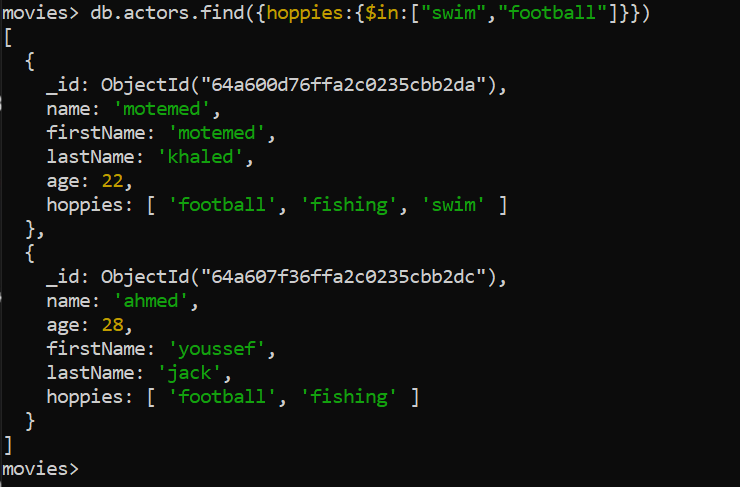 movies> db.actors.find({hoppies:{$in:["swim","football"]}})
[
  {
    _id: ObjectId("64a600d76ffa2c0235cbb2da"),
    name: 'motemed',
    firstName: 'motemed',
    lastName: 'khaled',
    age: 22,
    hoppies: [ 'football', 'fishing', 'swim' ]
  },
  {
    _id: ObjectId("64a607f36ffa2c0235cbb2dc"),
    name: 'ahmed',
    age: 28,
    firstName: 'youssef',
    lastName: 'jack',
    hoppies: [ 'football', 'fishing' ]
  }
]
movies>